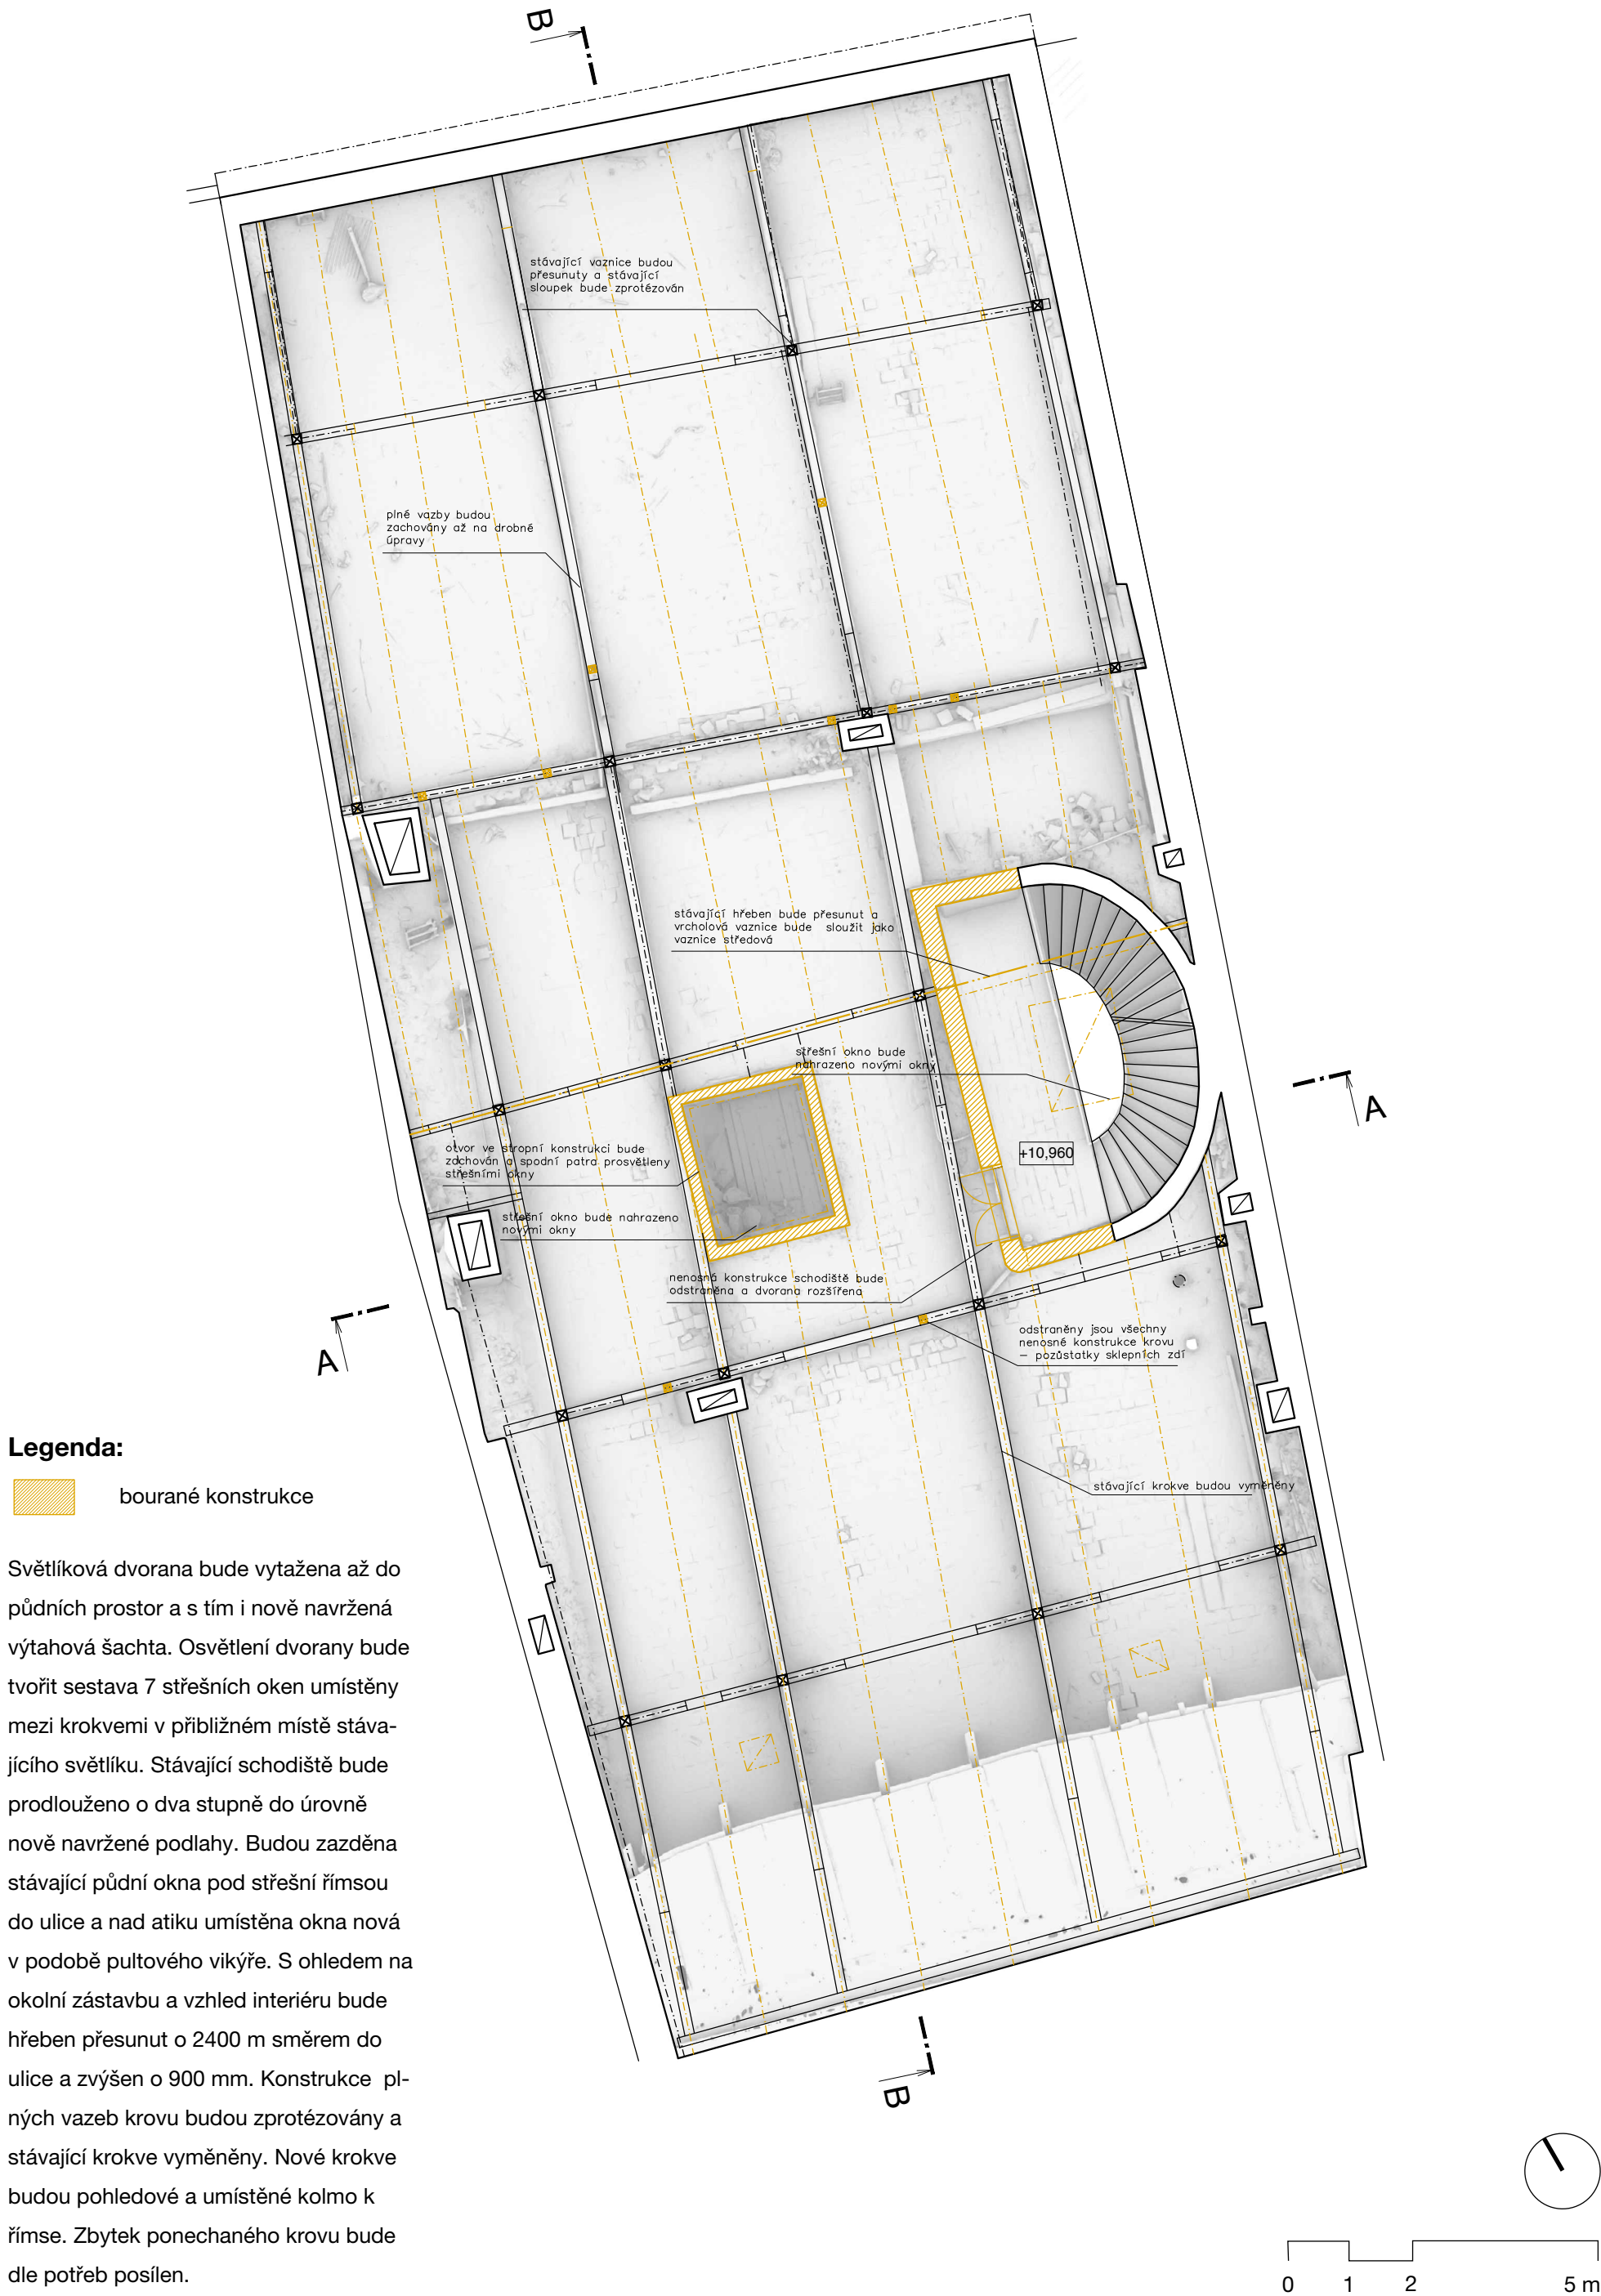 B
stávající vaznice budou
přesunuty a stávající
sloupek bude zprotézován
plné vazby budou
zachovány až na drobné
úpravy
stávající hřeben bude přesunut a
vrcholová vaznice bude sloužit jako
vaznice středová
střešní okno bude
nahrazeno novými okny
A
+10,960
otvor ve stropní konstrukci bude
zachován a spodní patra prosvětleny
střešními okny
střešní okno bude nahrazeno
novými okny
nenosná konstrukce schodiště bude
odstraněna a dvorana rozšířena
odstraněny jsou všechny
nenosné konstrukce krovu
– pozůstatky sklepních zdí
A
stávající krokve budou vyměněny
Legenda:
bourané konstrukce
Světlíková dvorana bude vytažena až do
půdních prostor a s tím i nově navržená
výtahová šachta. Osvětlení dvorany bude
tvořit sestava 7 střešních oken umístěny
mezi krokvemi v přibližném místě stáva-
jícího světlíku. Stávající schodiště bude
prodlouženo o dva stupně do úrovně
nově navržené podlahy. Budou zazděna
stávající půdní okna pod střešní římsou
do ulice a nad atiku umístěna okna nová
v podobě pultového vikýře. S ohledem na
okolní zástavbu a vzhled interiéru bude
hřeben přesunut o 2400 m směrem do
ulice a zvýšen o 900 mm. Konstrukce pl-
ných vazeb krovu budou zprotézovány a
stávající krokve vyměněny. Nové krokve
budou pohledové a umístěné kolmo k
římse. Zbytek ponechaného krovu bude
dle potřeb posílen.
B
0 1 2 5 m